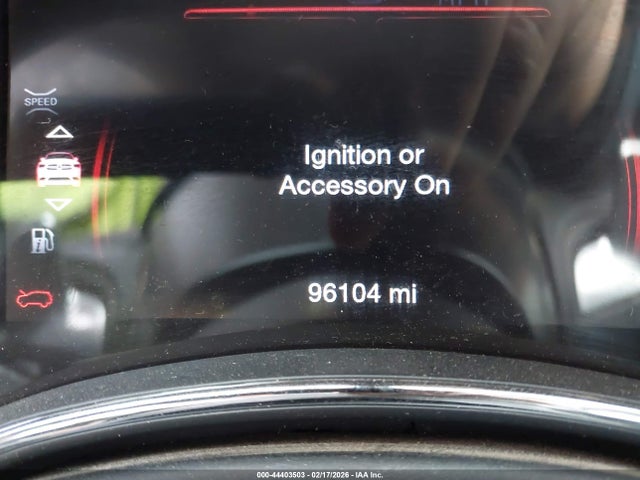 SPEED
Ignition or
Accessory On
96104 mi
000-44403503 - 02/17/2026 - IAA Inc.